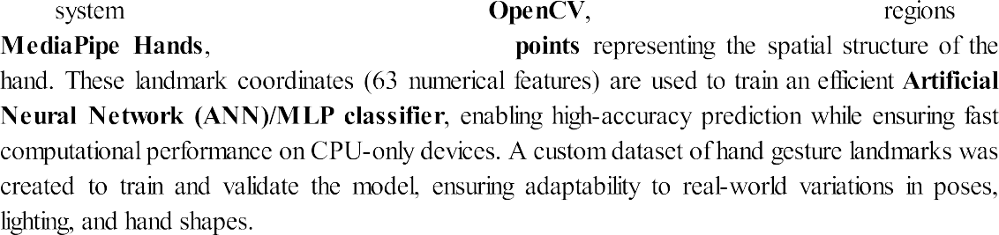 system OpenCV, regions
MediaPipe Hands, points representing the spatial structure of the
hand. These landmark coordinates (63 numerical features) are used to train an efficient Artificial
Neural Network (ANN)/MLP classifier, enabling high-accuracy prediction while ensuring fast
computational performance on CPU-only devices. A custom dataset of hand gesture landmarks was
created to train and validate the model, ensuring adaptability to real-world variations in poses,
lighting, and hand shapes.